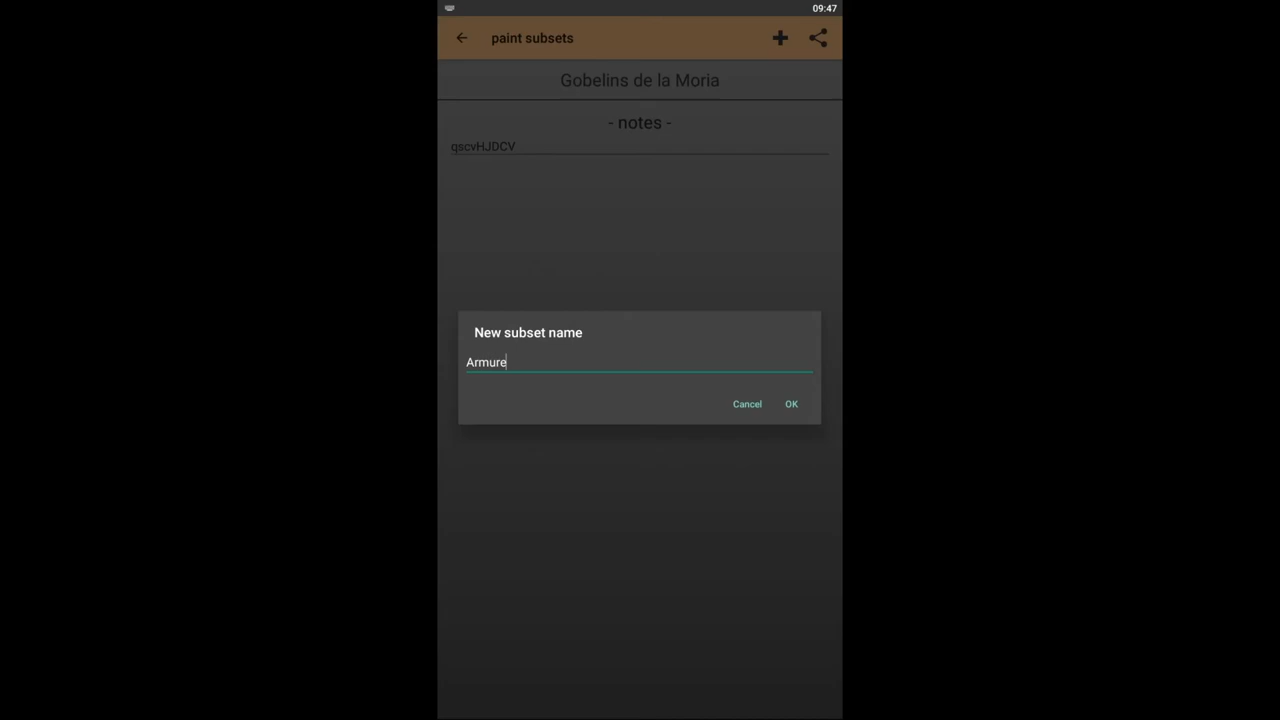 09:47
paint subsets
Gobelins de la Moria
- notes -
qscvHJDCV
New subset name
Armure
Cancel OK